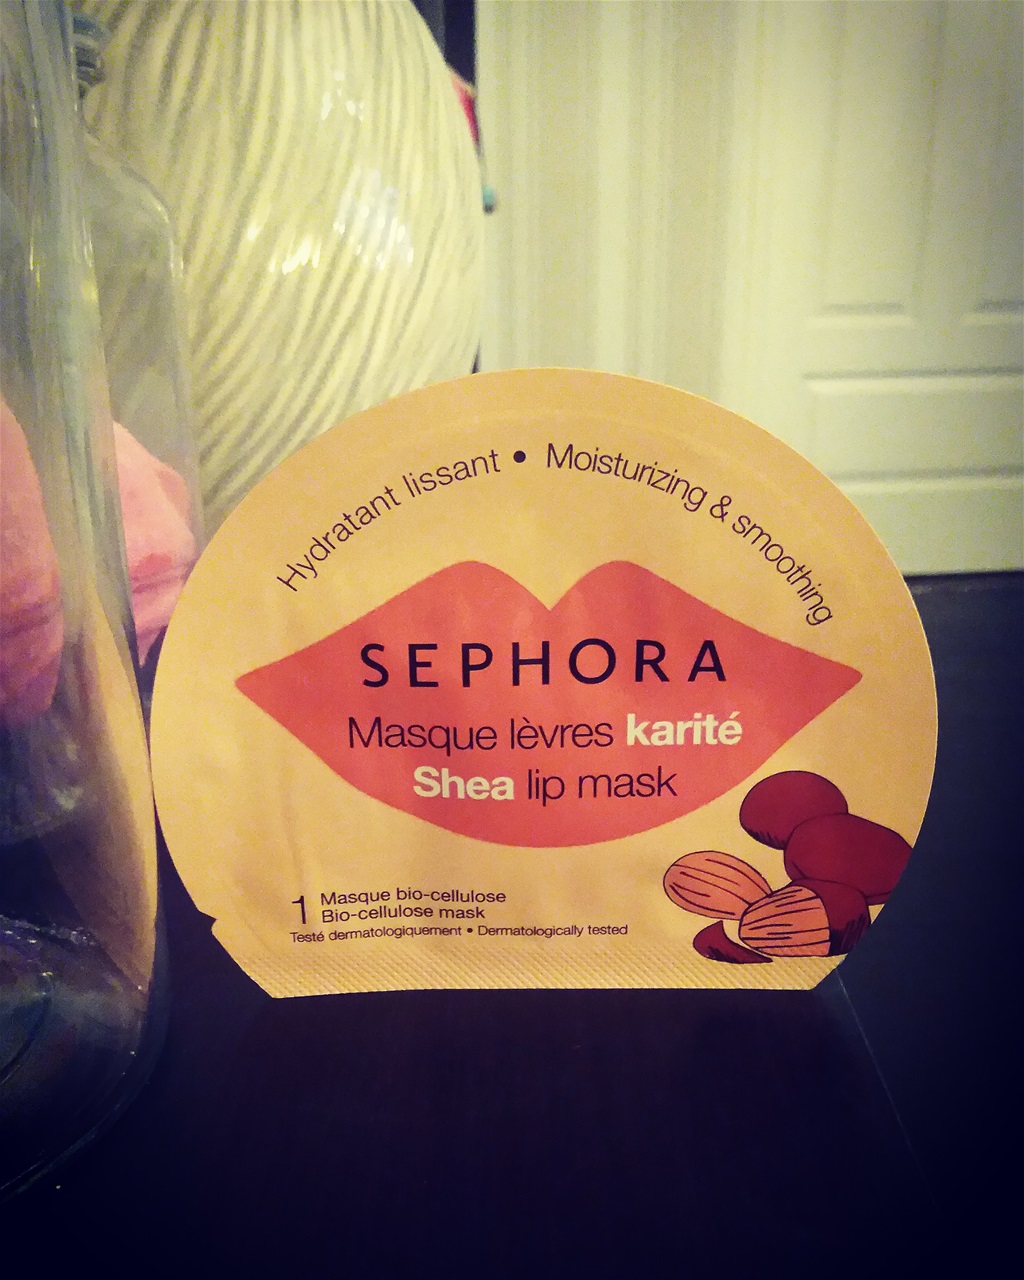 Hydratant lissant • Moisturizing & smoothing
SEPHORA
Masque lèvres karité
Shea lip mask
1 Masque bio-cellulose
Bio-cellulose mask
Testé dermatologiquement • Dermatologically tested